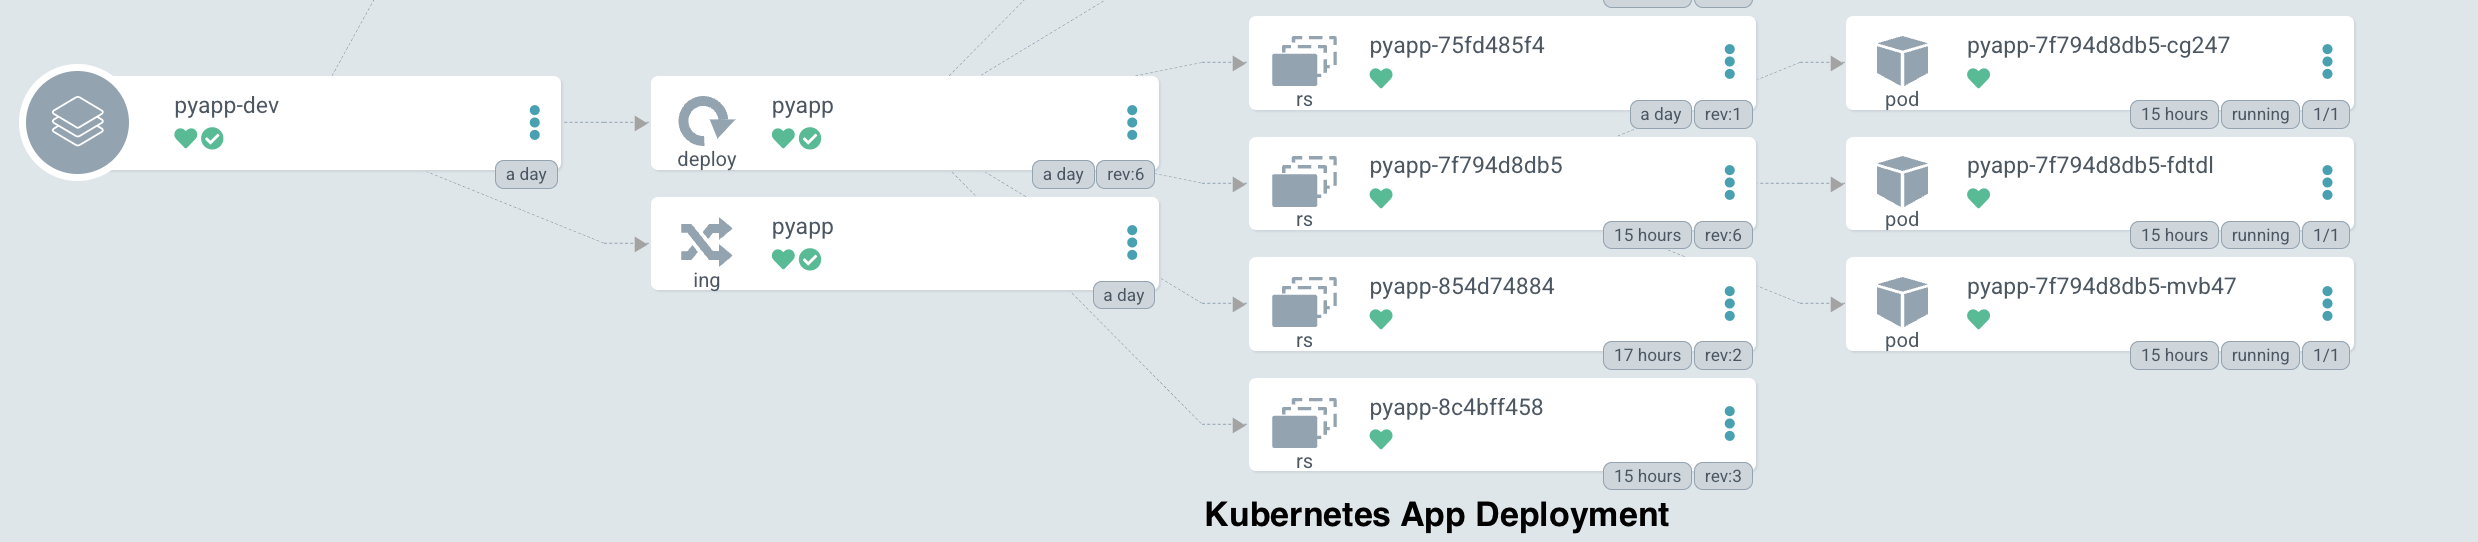 pyapp-dev
a day
pyapp
deploy
a day rev:6
pyapp
ing
a day
pyapp-75fd485f4
rs
a day rev:1
pyapp-7f794d8db5
rs
15 hours rev:6
pyapp-854d74884
rs
17 hours rev:2
pyapp-8c4bff458
rs
15 hours rev:3
pyapp-7f794d8db5-cg247
pod
15 hours running 1/1
pyapp-7f794d8db5-fdtdl
pod
15 hours running 1/1
pyapp-7f794d8db5-mvb47
pod
15 hours running 1/1
Kubernetes App Deployment